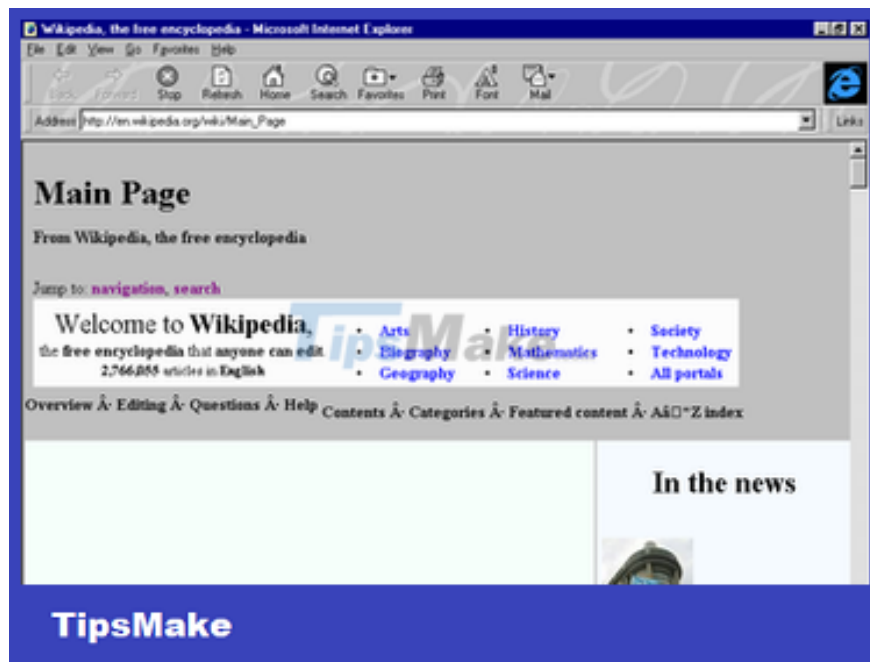 Wikipedia, the free encyclopedia - Microsoft Internet Explorer
File Edit View Go Favorites Help
Back Forward Stop Refresh Home Search Favorites Print Font Mail
Address http://en.wikipedia.org/wiki/Main_Page Links
Main Page
From Wikipedia, the free encyclopedia
Jump to: navigation, search
Welcome to Wikipedia,
the free encyclopedia that anyone can edit
2,766,055 articles in English
• Arts • History • Society
• Biography • Mathematics • Technology
• Geography • Science • All portals
TipsMake
Overview Â· Editing Â· Questions Â· Help Contents Â· Categories Â· Featured content Â· Aâ□“Z index
In the news
TipsMake